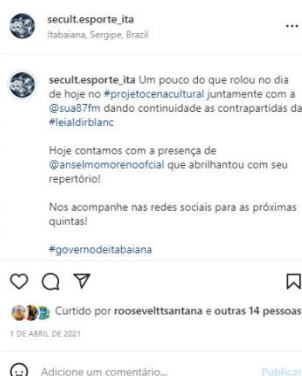 secult.esporte_ita
Itabaiana, Sergipe, Brazil
secult.esporte_ita Um pouco do que rolou no dia
de hoje no #projetocenacultural juntamente com a
@sua87fm dando continuidade as contrapartidas da
#leialdirblanc
Hoje contamos com a presença de
@anselmomorenoofcial que abrilhantou com seu
repertório!
Nos acompanhe nas redes sociais para as próximas
quintas!
#governodeitabaiana
Curtido por roosevelttsantana e outras 14 pessoas
1 DE ABRIL DE 2021
Adicione um comentário... Publicar